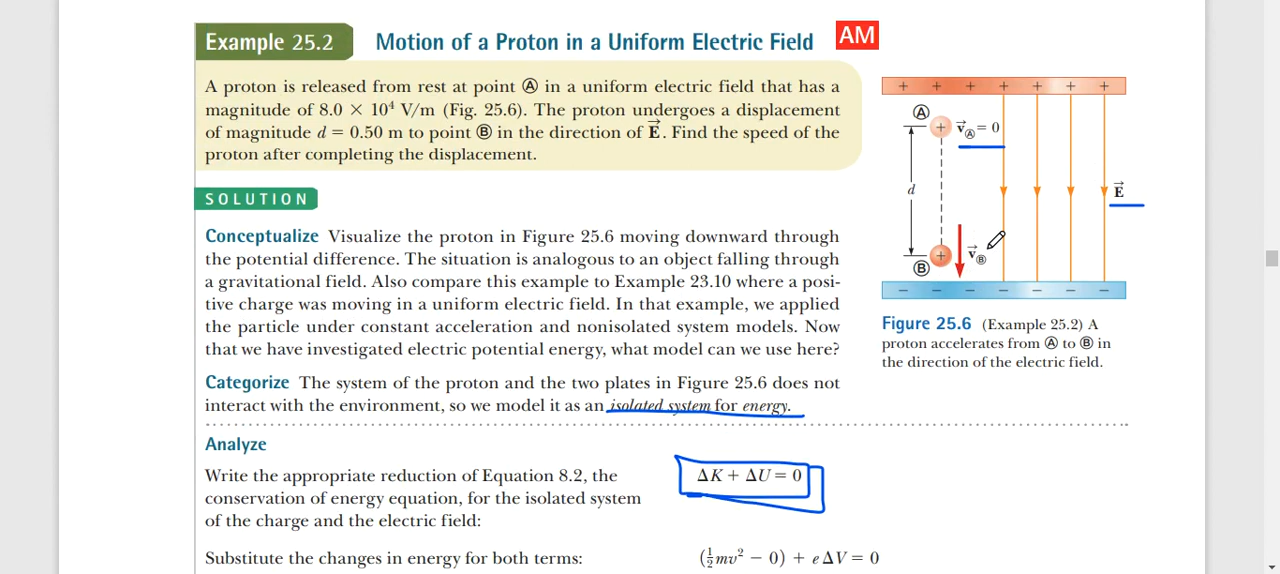 Example 25.2 Motion of a Proton in a Uniform Electric Field AM
A proton is released from rest at point Ⓐ in a uniform electric field that has a
magnitude of 8.0 × 10⁴ V/m (Fig. 25.6). The proton undergoes a displacement
of magnitude d = 0.50 m to point Ⓑ in the direction of E⃗. Find the speed of the
proton after completing the displacement.
SOLUTION
Conceptualize Visualize the proton in Figure 25.6 moving downward through
the potential difference. The situation is analogous to an object falling through
a gravitational field. Also compare this example to Example 23.10 where a posi-
tive charge was moving in a uniform electric field. In that example, we applied
the particle under constant acceleration and nonisolated system models. Now
that we have investigated electric potential energy, what model can we use here?
Categorize The system of the proton and the two plates in Figure 25.6 does not
interact with the environment, so we model it as an isolated system for energy.
Analyze
Write the appropriate reduction of Equation 8.2, the
conservation of energy equation, for the isolated system
of the charge and the electric field:
ΔK + ΔU = 0
Substitute the changes in energy for both terms:
(½mv² − 0) + eΔV = 0
+ + + + + + +
Ⓐ
+ v⃗Ⓐ = 0
d
E⃗
Ⓑ + v⃗Ⓑ
− − − − − − −
Figure 25.6 (Example 25.2) A
proton accelerates from Ⓐ to Ⓑ in
the direction of the electric field.